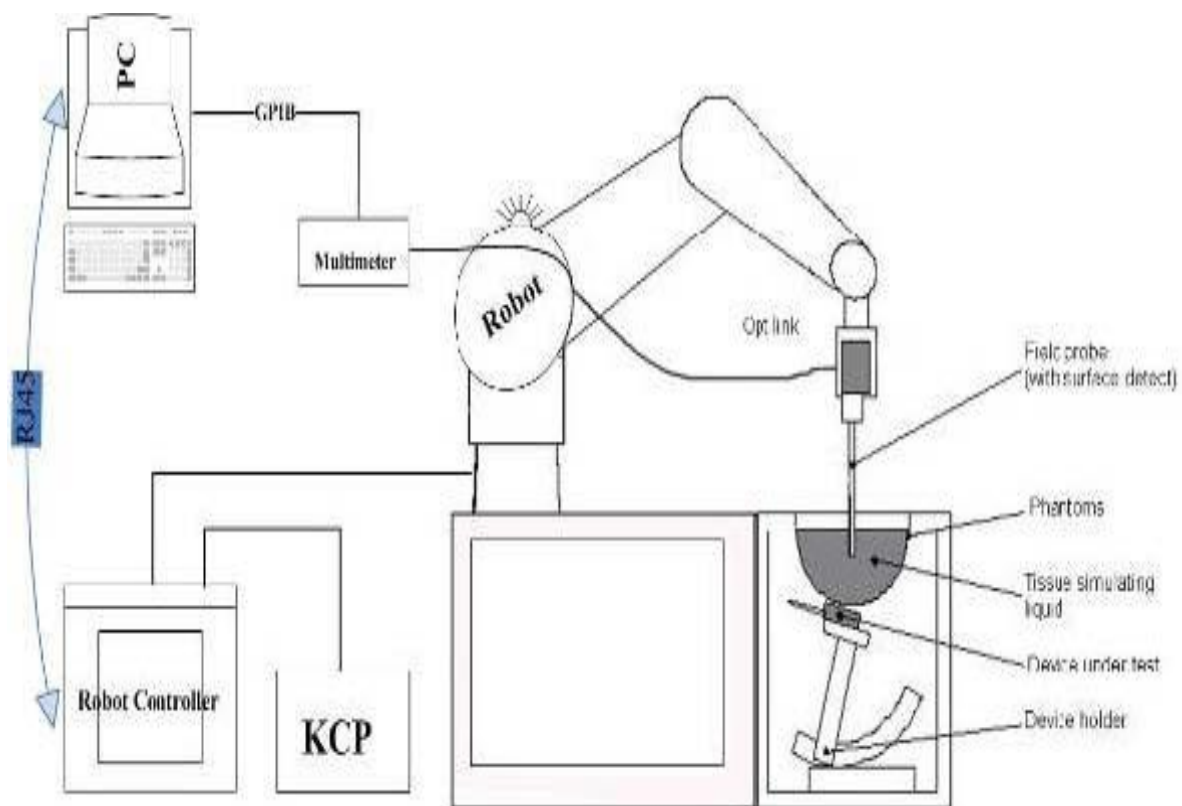 PC
GPIB
Multimeter
Robot
Opt link
Field probe
(with surface detect)
RJ45
Phantoms
Tissue simulating
liquid
Device under test
Robot Controller
KCP
Device holder